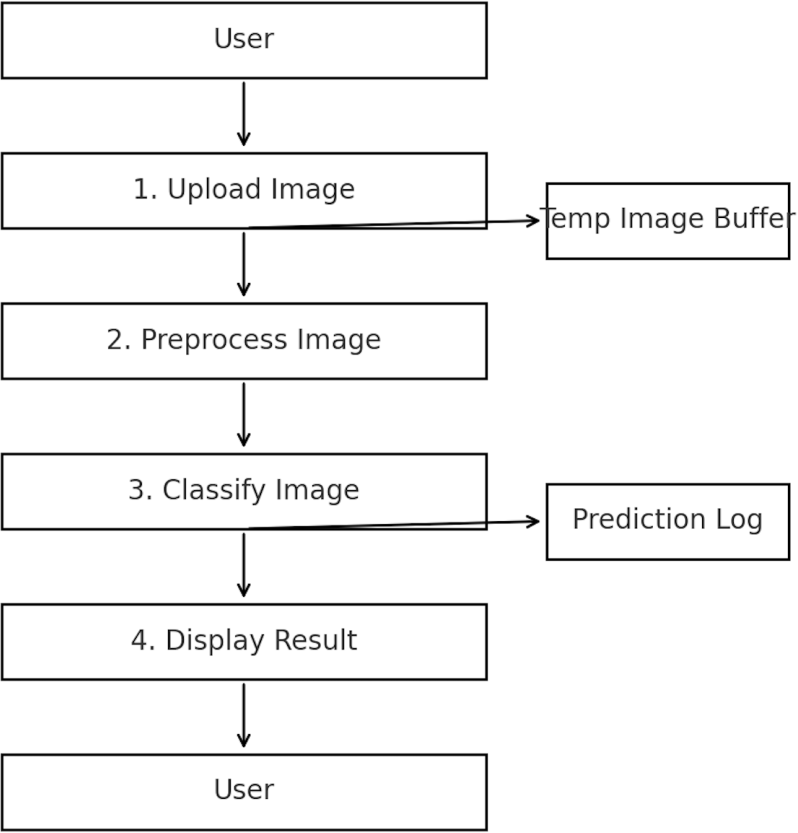 User
1. Upload Image
Temp Image Buffer
2. Preprocess Image
3. Classify Image
Prediction Log
4. Display Result
User